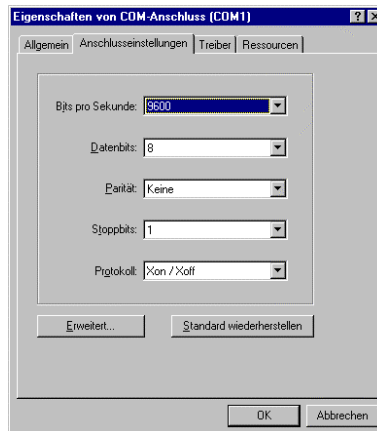 Eigenschaften von COM-Anschluss (COM1)
Allgemein Anschlusseinstellungen Treiber Ressourcen
Bits pro Sekunde: 9600
Datenbits: 8
Parität: Keine
Stoppbits: 1
Protokoll: Xon / Xoff
Erweitert... Standard wiederherstellen
OK Abbrechen